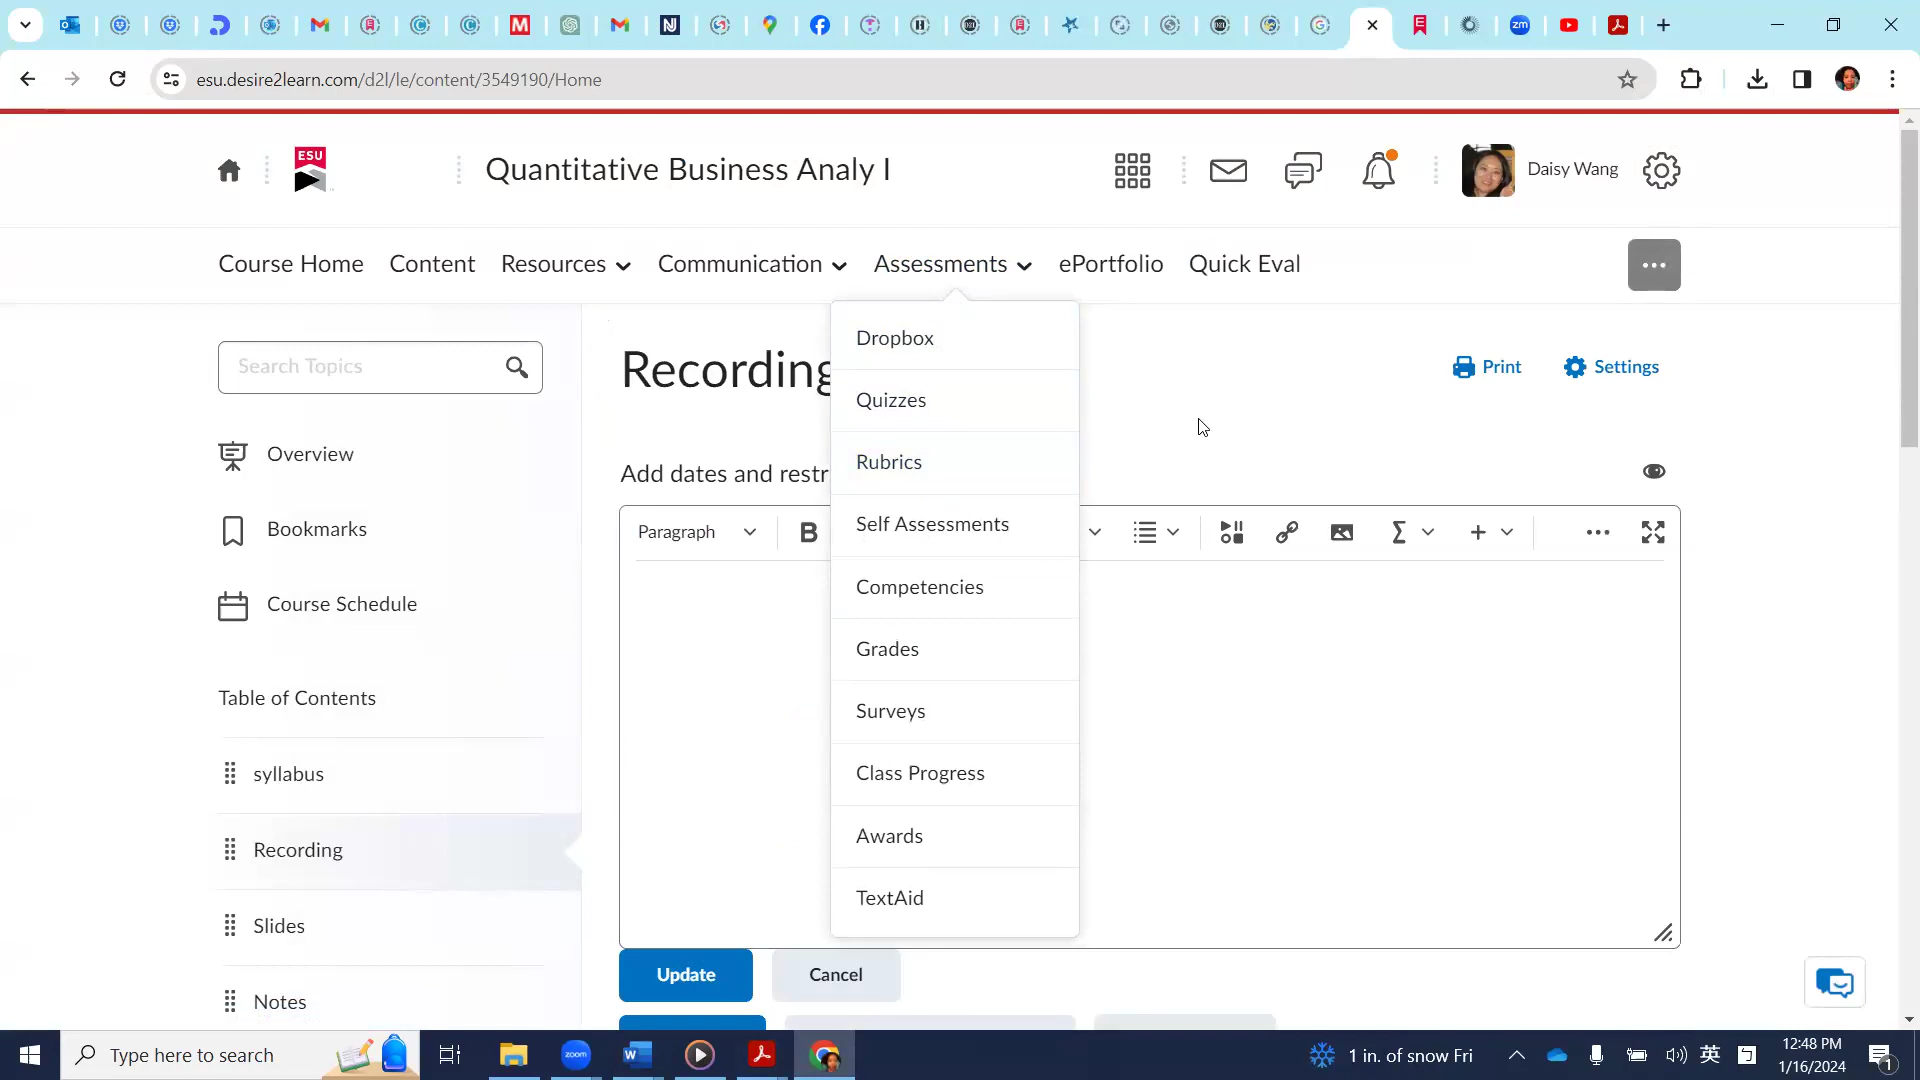 zm
esu.desire2learn.com/d2l/le/content/3549190/Home
ESU
Quantitative Business Analy I
Daisy Wang
Course Home Content Resources Communication Assessments ePortfolio Quick Eval
Dropbox
Quizzes
Rubrics
Self Assessments
Competencies
Grades
Surveys
Class Progress
Awards
TextAid
Search Topics
Overview
Bookmarks
Course Schedule
Table of Contents
syllabus
Recording
Slides
Notes
Recording
Print Settings
Add dates and restr
Paragraph B
Update Cancel
Type here to search
zoom
1 in. of snow Fri
英
12:48 PM
1/16/2024
1